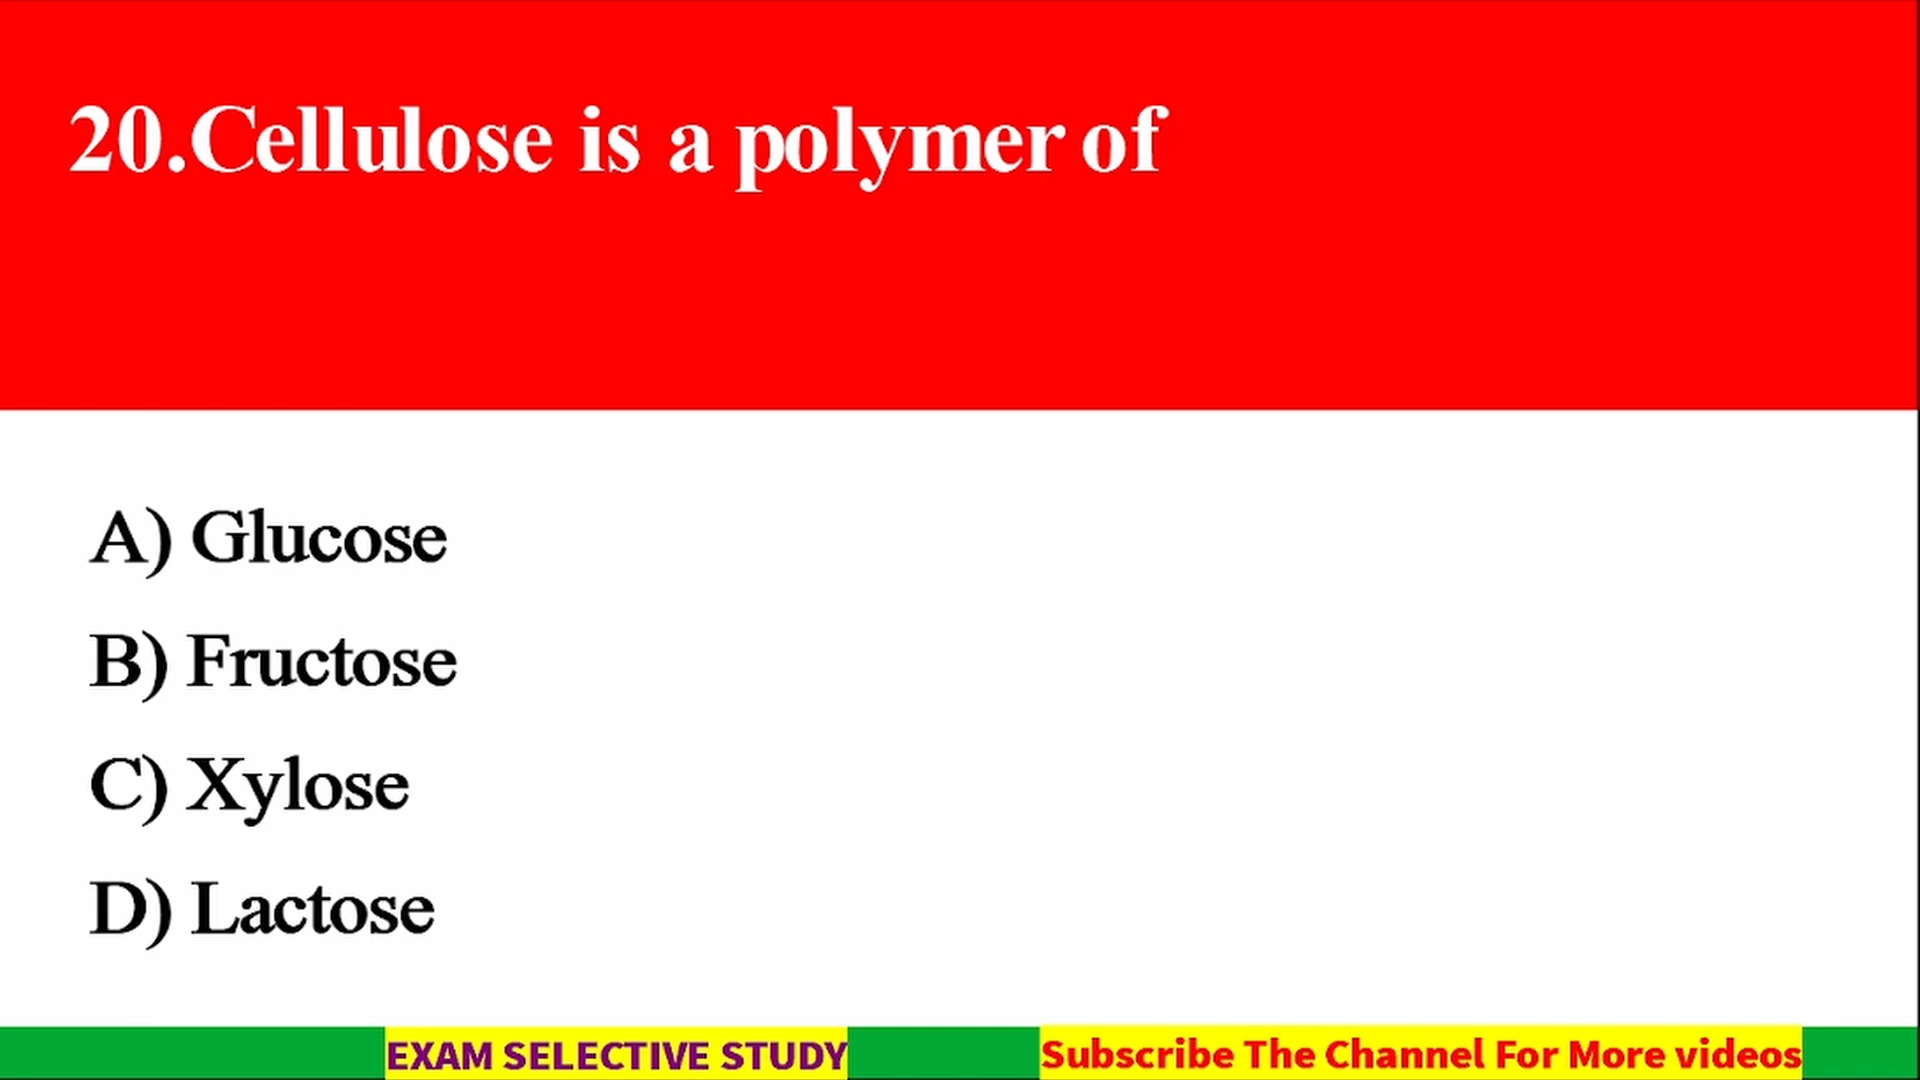 20.Cellulose is a polymer of
A) Glucose
B) Fructose
C) Xylose
D) Lactose
EXAM SELECTIVE STUDY
Subscribe The Channel For More videos